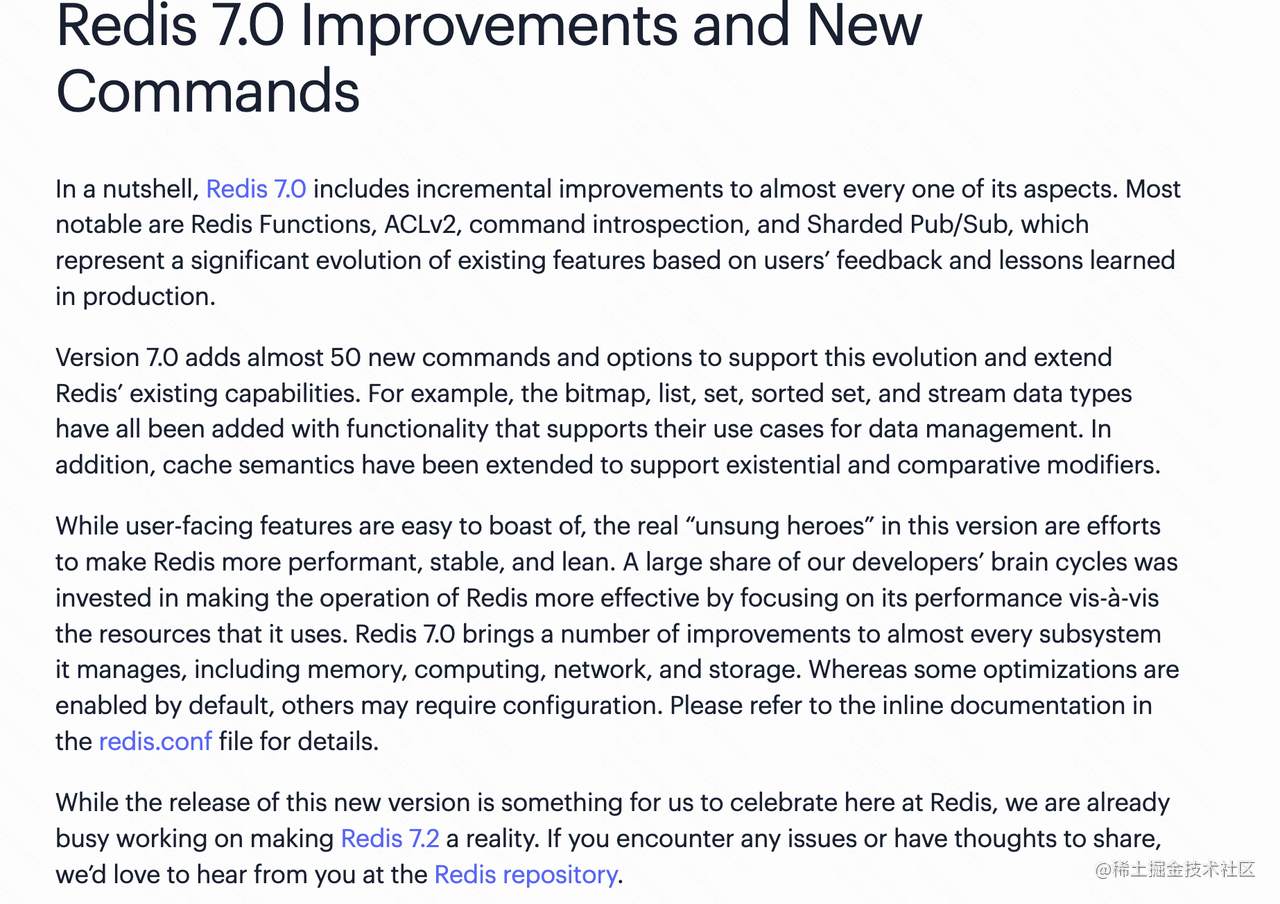 Redis 7.0 Improvements and New
Commands
In a nutshell, Redis 7.0 includes incremental improvements to almost every one of its aspects. Most
notable are Redis Functions, ACLv2, command introspection, and Sharded Pub/Sub, which
represent a significant evolution of existing features based on users’ feedback and lessons learned
in production.
Version 7.0 adds almost 50 new commands and options to support this evolution and extend
Redis’ existing capabilities. For example, the bitmap, list, set, sorted set, and stream data types
have all been added with functionality that supports their use cases for data management. In
addition, cache semantics have been extended to support existential and comparative modifiers.
While user-facing features are easy to boast of, the real “unsung heroes” in this version are efforts
to make Redis more performant, stable, and lean. A large share of our developers’ brain cycles was
invested in making the operation of Redis more effective by focusing on its performance vis-à-vis
the resources that it uses. Redis 7.0 brings a number of improvements to almost every subsystem
it manages, including memory, computing, network, and storage. Whereas some optimizations are
enabled by default, others may require configuration. Please refer to the inline documentation in
the redis.conf file for details.
While the release of this new version is something for us to celebrate here at Redis, we are already
busy working on making Redis 7.2 a reality. If you encounter any issues or have thoughts to share,
we’d love to hear from you at the Redis repository.
@稀土掘金技术社区